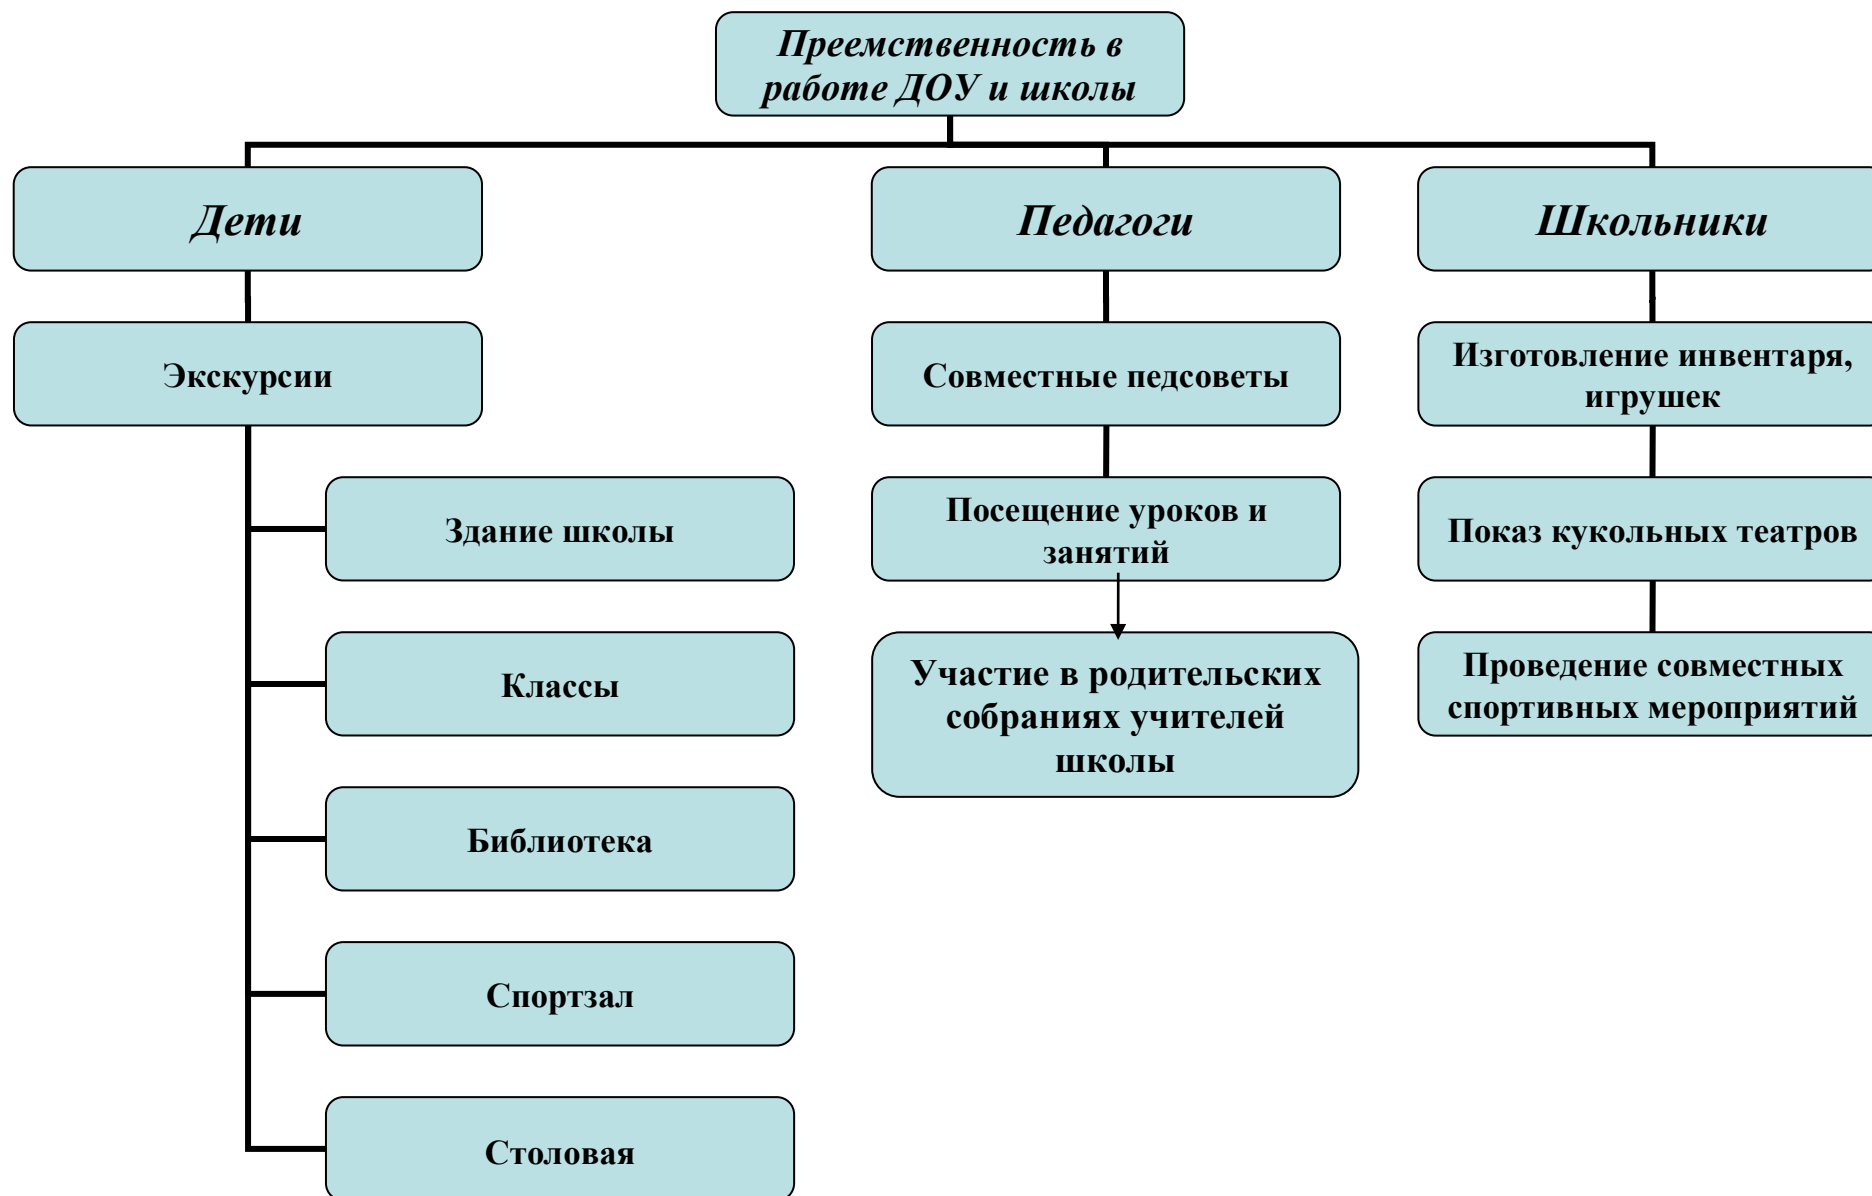 Преемственность в
работе ДОУ и школы
Дети
Педагоги
Школьники
Экскурсии
Совместные педсоветы
Изготовление инвентаря,
игрушек
Здание школы
Посещение уроков и
занятий
Показ кукольных театров
Классы
Участие в родительских
собраниях учителей
школы
Проведение совместных
спортивных мероприятий
Библиотека
Спортзал
Столовая